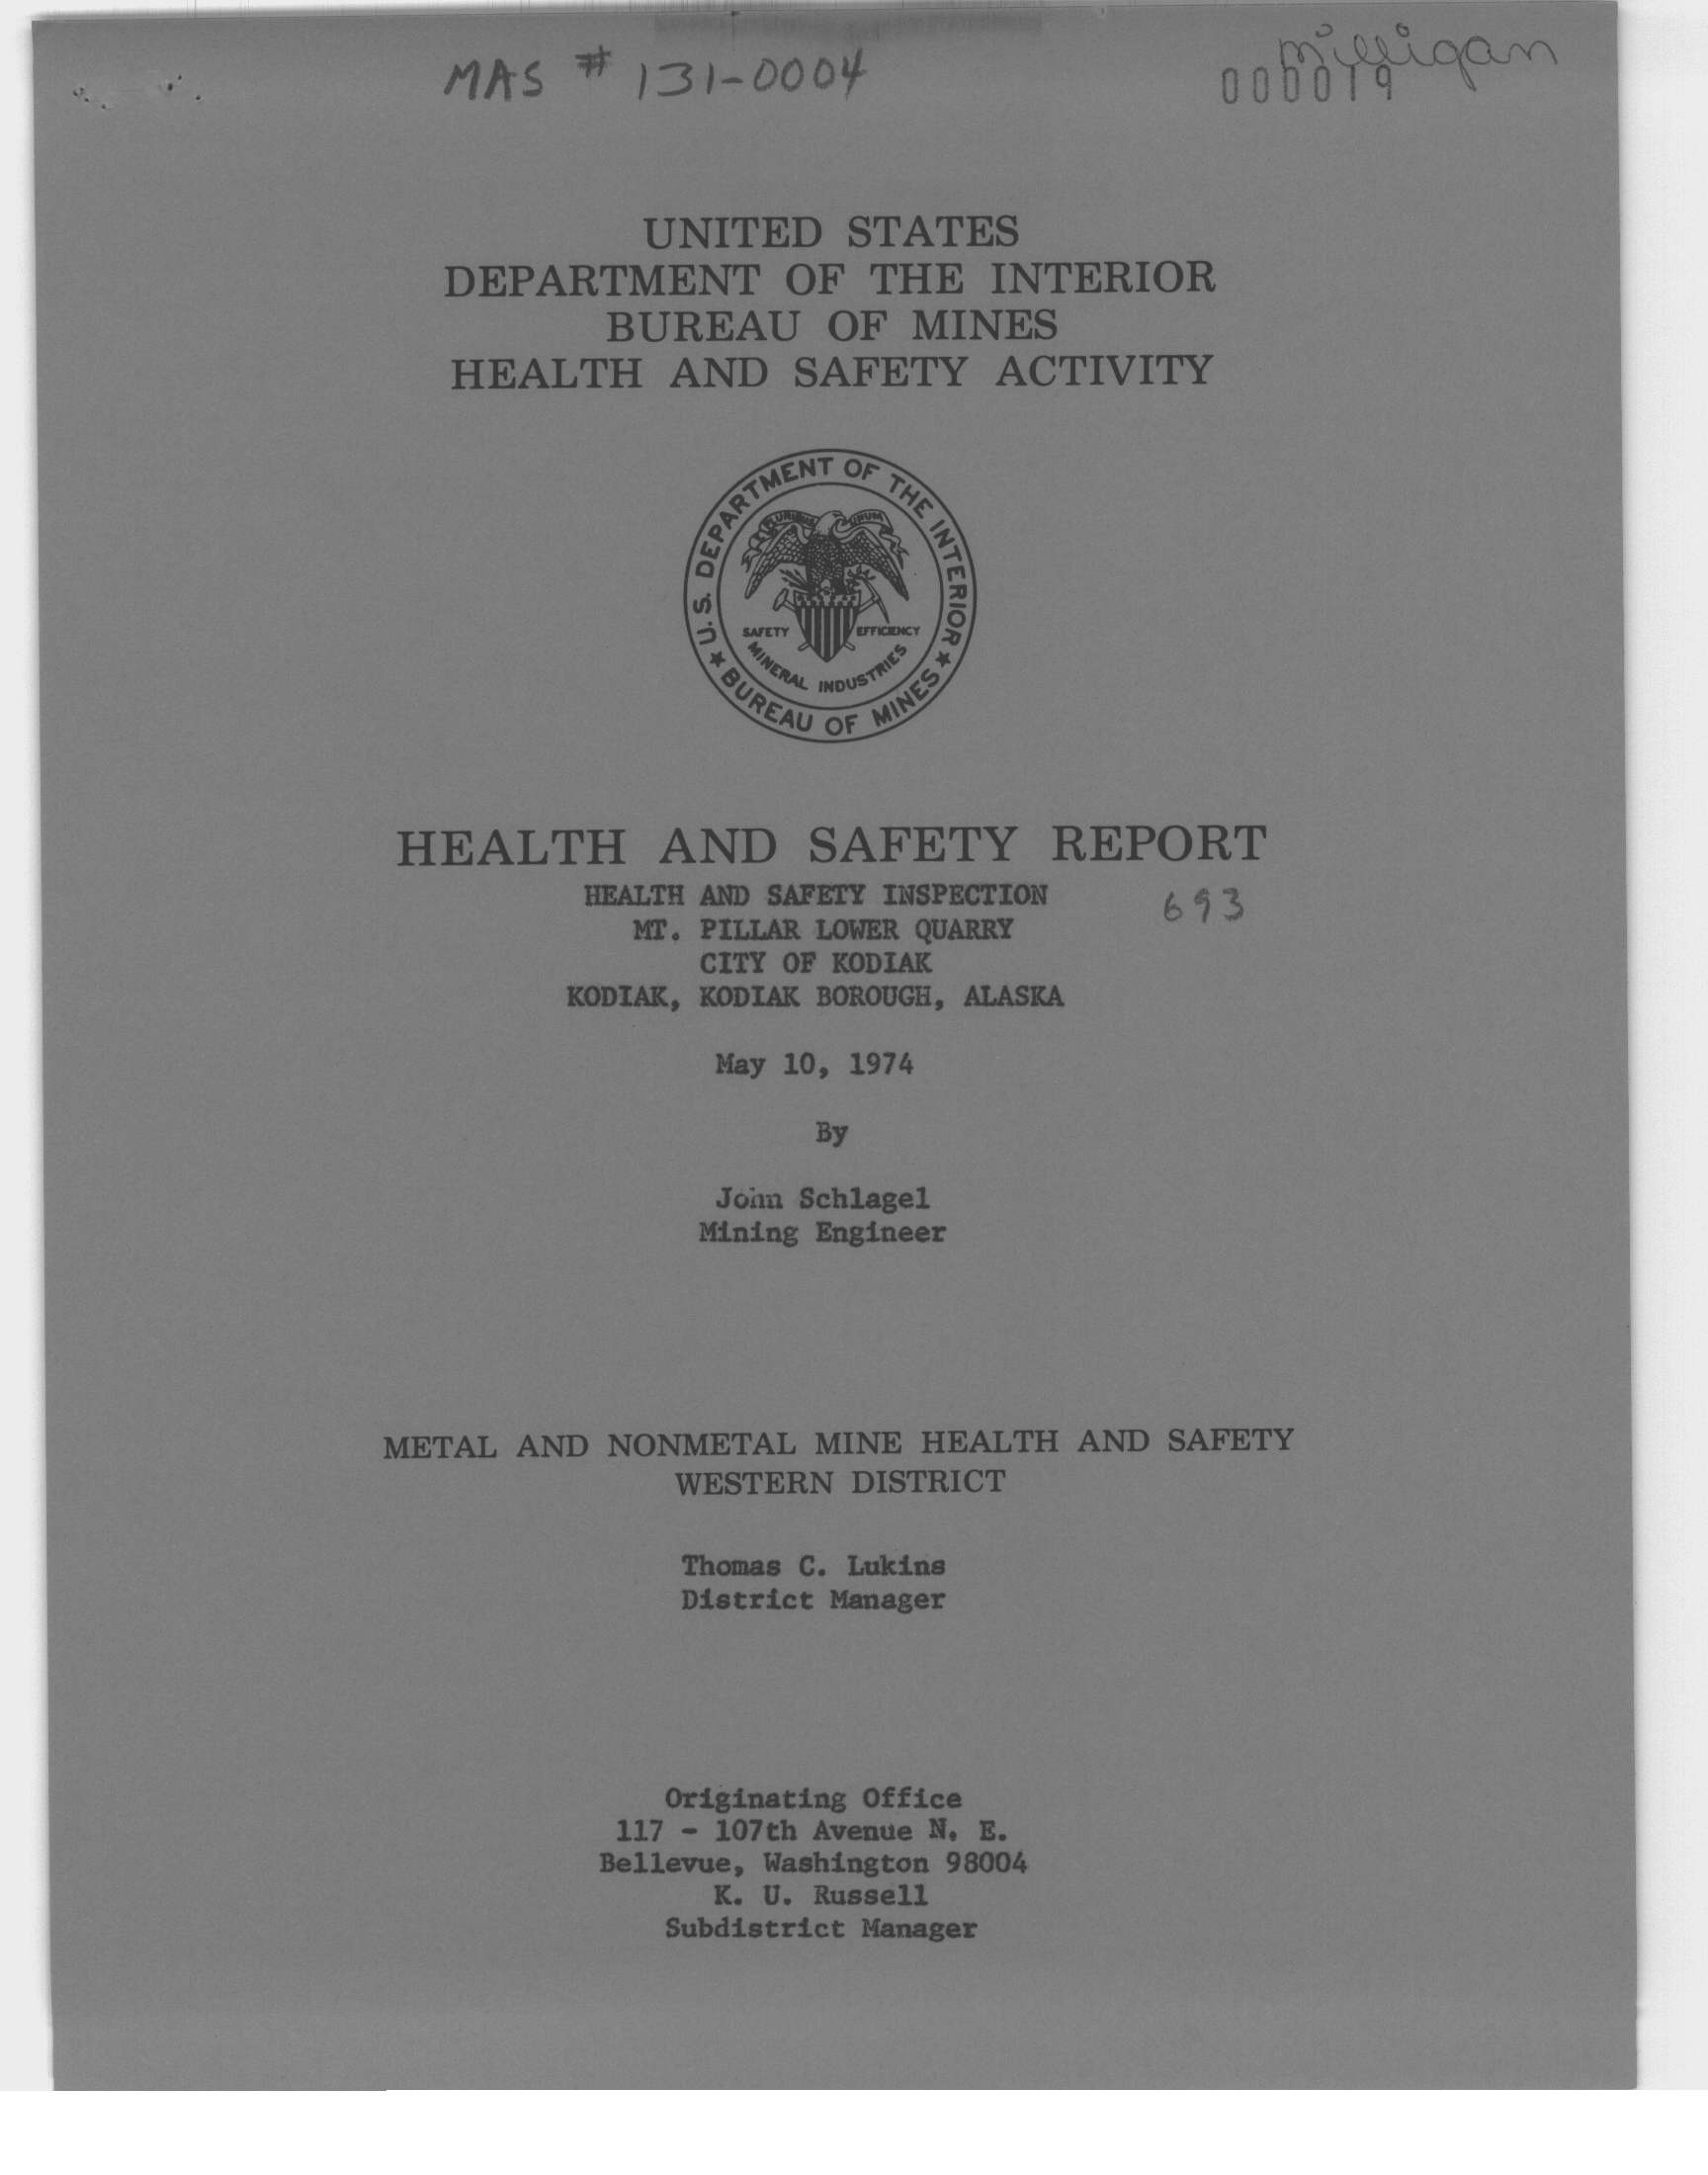 MAS # 131-0004
milligan
000019
UNITED STATES
DEPARTMENT OF THE INTERIOR
BUREAU OF MINES
HEALTH AND SAFETY ACTIVITY
U.S. DEPARTMENT OF THE INTERIOR
PLURIBUS UNUM
SAFETY EFFICIENCY
MINERAL INDUSTRIES
★ BUREAU OF MINES ★
HEALTH AND SAFETY REPORT
HEALTH AND SAFETY INSPECTION
693
MT. PILLAR LOWER QUARRY
CITY OF KODIAK
KODIAK, KODIAK BOROUGH, ALASKA
May 10, 1974
By
John Schlagel
Mining Engineer
METAL AND NONMETAL MINE HEALTH AND SAFETY
WESTERN DISTRICT
Thomas C. Lukins
District Manager
Originating Office
117 - 107th Avenue N. E.
Bellevue, Washington 98004
K. U. Russell
Subdistrict Manager